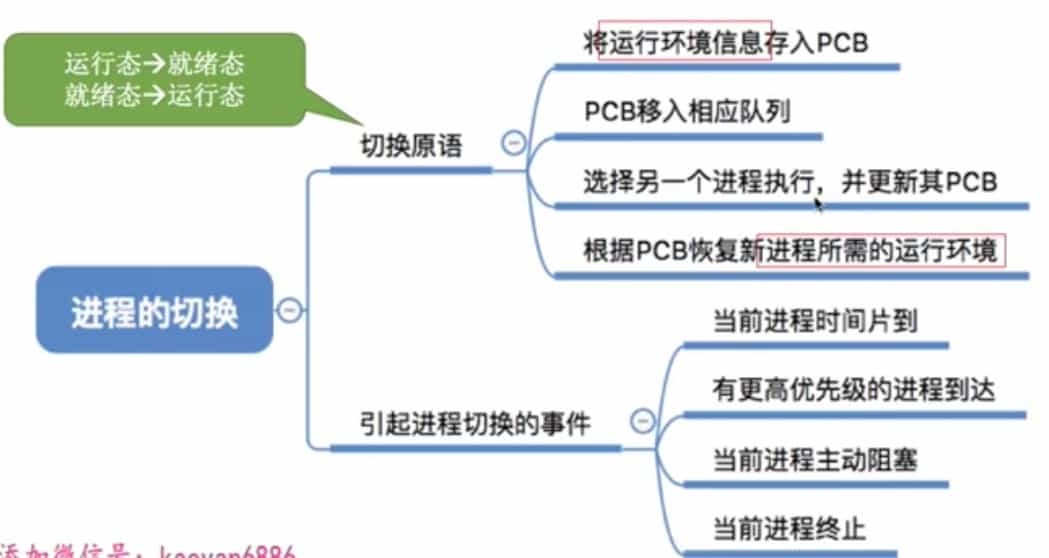 运行态→就绪态
就绪态→运行态
将运行环境信息存入PCB
PCB移入相应队列
切换原语
选择另一个进程执行，并更新其PCB
根据PCB恢复新进程所需的运行环境
进程的切换
当前进程时间片到
有更高优先级的进程到达
引起进程切换的事件
当前进程主动阻塞
当前进程终止
添加微信号：kaoyan6886